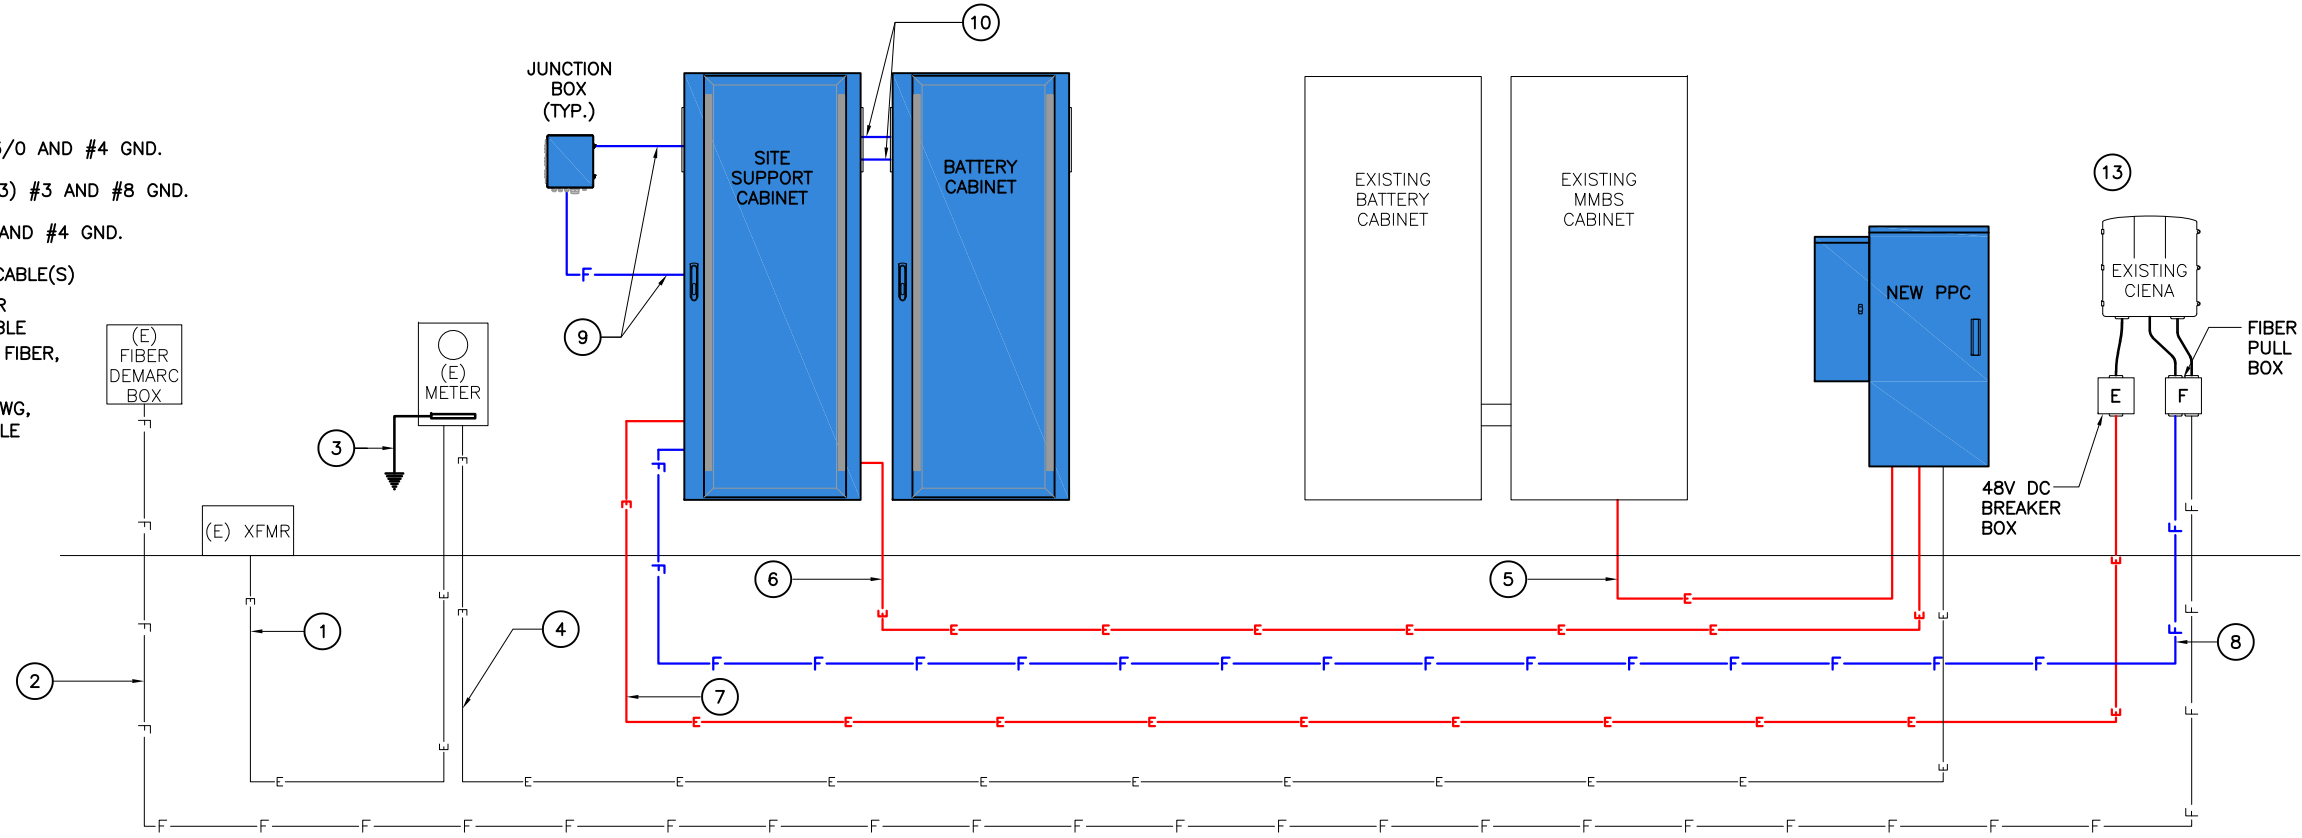 10
JUNCTION
BOX
(TYP.)
/0 AND #4 GND.
3) #3 AND #8 GND.
AND #4 GND.
CABLE(S)
R
BLE
FIBER,
WG,
LE
SITE
SUPPORT
CABINET
BATTERY
CABINET
EXISTING
BATTERY
CABINET
EXISTING
MMBS
CABINET
13
EXISTING
CIENA
NEW PPC
FIBER
PULL
BOX
E
F
48V DC
BREAKER
BOX
(E)
FIBER
DEMARC
BOX
(E)
METER
9
3
(E) XFMR
6
5
1
4
8
2
7
F
F F F F
F F F F F F F F F F F F F F
F F F
F F F F
F F F F F F F F F F F F F F F F F F F F F
F F F F
E E
E E E E E E
E
E
E E E E E E E E E
E E
E
E
E E
E E
E E E E E E E E E
E E